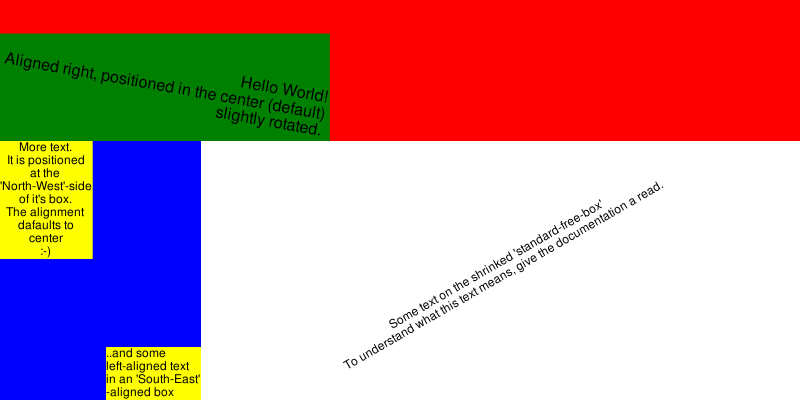 Hello World!
Aligned right, positioned in the center (default)
slightly rotated.
More text.
It is positioned
at the
'North-West'-side
of it's box.
The alignment
dafaults to
center
:-)
..and some
left-aligned text
in an 'South-East'
-aligned box
Some text on the shrinked 'standard-free-box'
To understand what this text means, give the documentation a read.